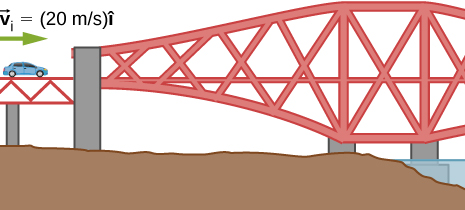 v⃗ᵢ = (20 m/s)î